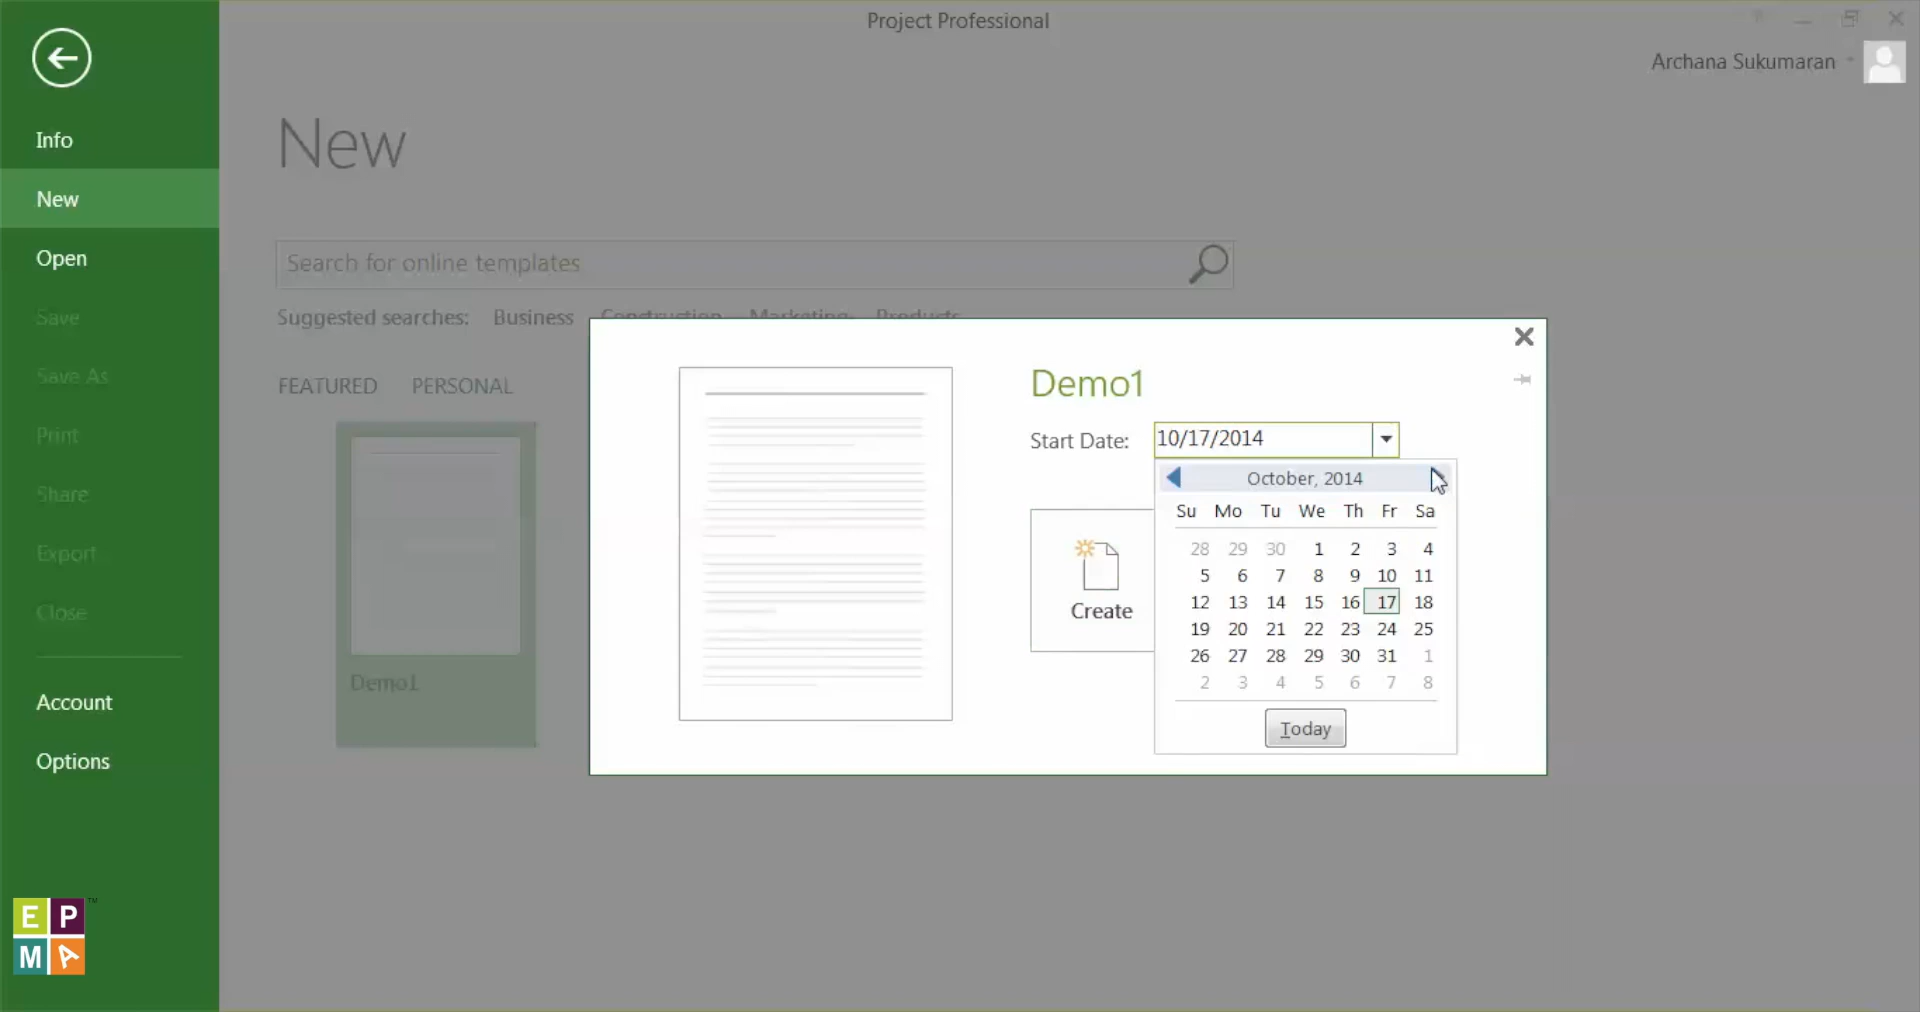 Project Professional
Archana Sukumaran
Info
New
Open
Save
Save As
Print
Share
Export
Close
Account
Options
New
Search for online templates
Suggested searches: Business Construction Marketing Products
FEATURED PERSONAL
Demo1
Demo1
Start Date: 10/17/2014
October, 2014
Su Mo Tu We Th Fr Sa
28 29 30 1 2 3 4
5 6 7 8 9 10 11
12 13 14 15 16 17 18
19 20 21 22 23 24 25
26 27 28 29 30 31 1
2 3 4 5 6 7 8
Today
Create
E P ™
M A